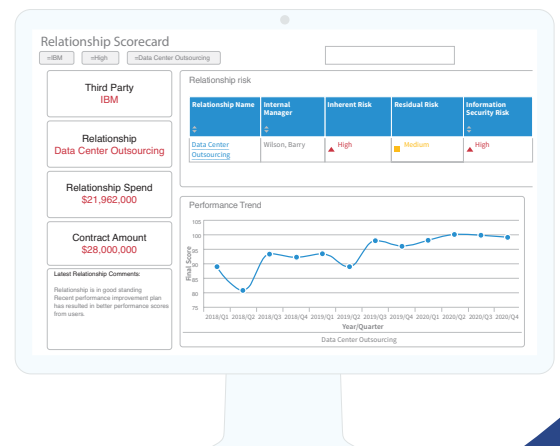 Relationship Scorecard
=IBM
=High
=Data Center Outsourcing
Third Party
IBM
Relationship
Data Center Outsourcing
Relationship Spend
$21,962,000
Contract Amount
$28,000,000
Latest Relationship Comments:
Relationship is in good standing
Recent performance improvement plan
has resulted in better performance scores
from users.
Relationship risk
Relationship Name
Internal
Manager
Inherent Risk
Residual Risk
Information
Security Risk
Data Center
Outsourcing
Wilson, Barry
High
Medium
High
Performance Trend
Final Score
105
100
95
90
85
80
75
2018/Q1 2018/Q2 2018/Q3 2018/Q4 2019/Q1 2019/Q2 2019/Q3 2019/Q4 2020/Q1 2020/Q2 2020/Q3 2020/Q4
Year/Quarter
Data Center Outsourcing